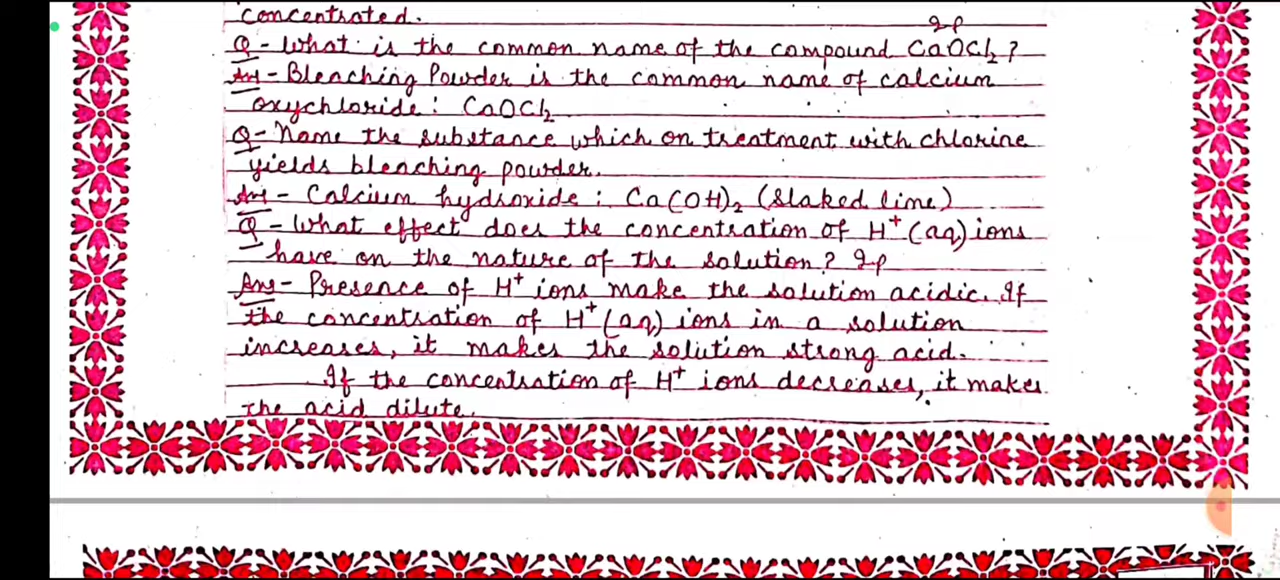 concentrated.
2p
Q - What is the common name of the compound CaOCl₂?
Ans - Bleaching Powder is the common name of calcium
oxychloride : CaOCl₂
Q - Name the substance which on treatment with chlorine
yields bleaching powder.
Ans - Calcium hydroxide : Ca(OH)₂ (Slaked lime)
Q - What effect does the concentration of H⁺(aq) ions
have on the nature of the solution? 2p
Ans - Presence of H⁺ ions make the solution acidic. If
the concentration of H⁺(aq) ions in a solution
increases, it makes the solution strong acid.
If the concentration of H⁺ ions decreases, it makes
the acid dilute.